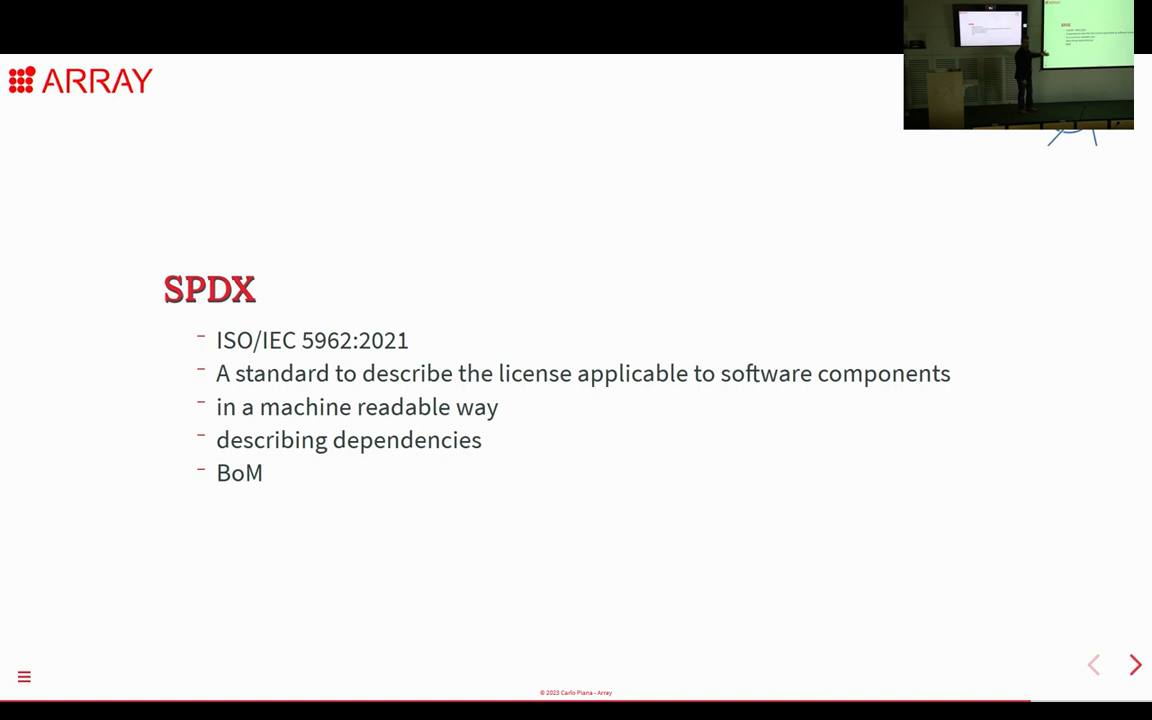 ARRAY
SPDX
ISO/IEC 5962:2021
A standard to describe the license applicable to software components
in a machine readable way
describing dependencies
BoM
© 2023 Carlo Piana - Array